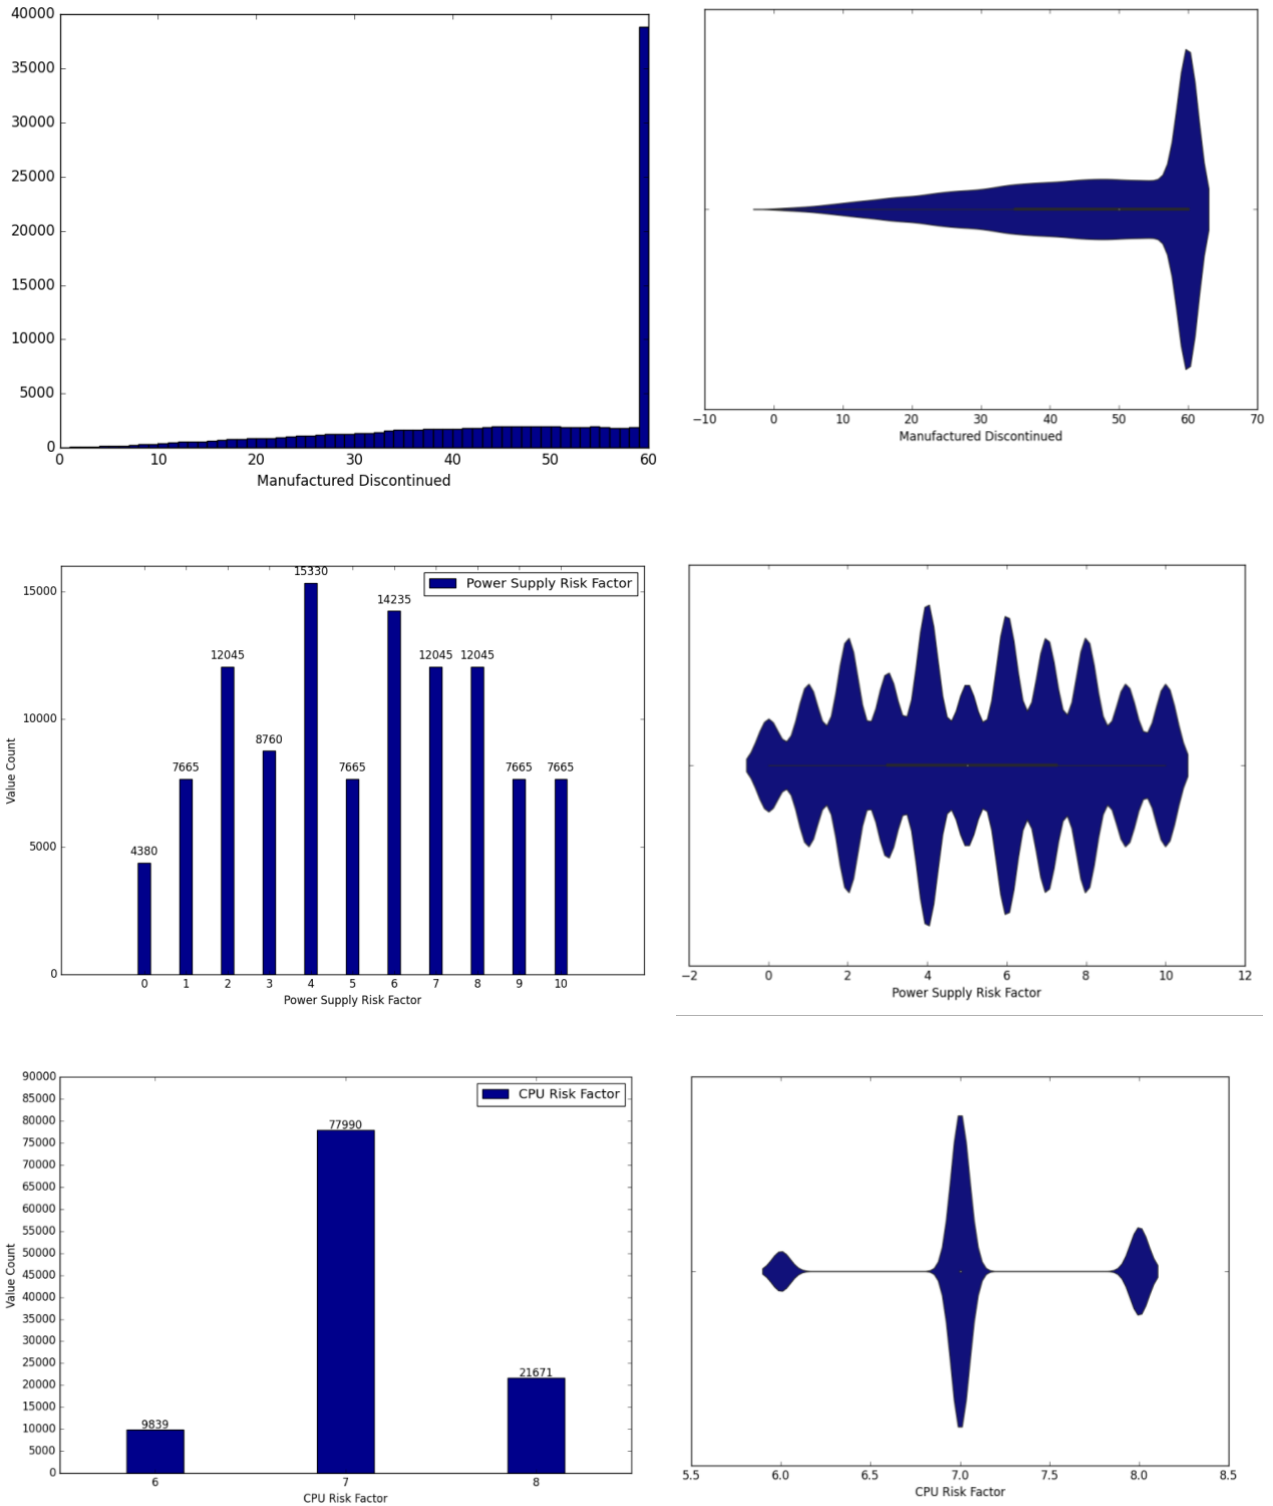 40000
35000
30000
25000
20000
15000
10000
5000
0
0 10 20 30 40 50 60
Manufactured Discontinued
−10 0 10 20 30 40 50 60 70
Manufactured Discontinued
Power Supply Risk Factor
15330
14235
12045 12045 12045
8760
7665 7665 7665 7665
4380
15000
10000
5000
0
Value Count
0 1 2 3 4 5 6 7 8 9 10
Power Supply Risk Factor
−2 0 2 4 6 8 10 12
Power Supply Risk Factor
CPU Risk Factor
77990
21671
9839
90000
85000
80000
75000
70000
65000
60000
55000
50000
45000
40000
35000
30000
25000
20000
15000
10000
5000
0
Value Count
6 7 8
CPU Risk Factor
5.5 6.0 6.5 7.0 7.5 8.0 8.5
CPU Risk Factor